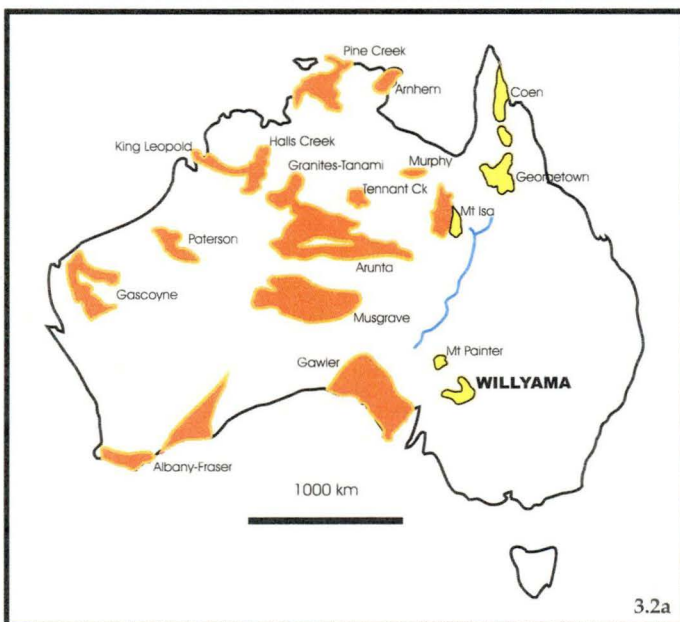 Pine Creek
Arnhem
Coen
King Leopold
Halls Creek
Granites-Tanami
Murphy
Georgetown
Tennant Ck
Mt Isa
Paterson
Arunta
Gascoyne
Musgrave
Mt Painter
Gawler
WILLYAMA
Albany-Fraser
1000 km
3.2a